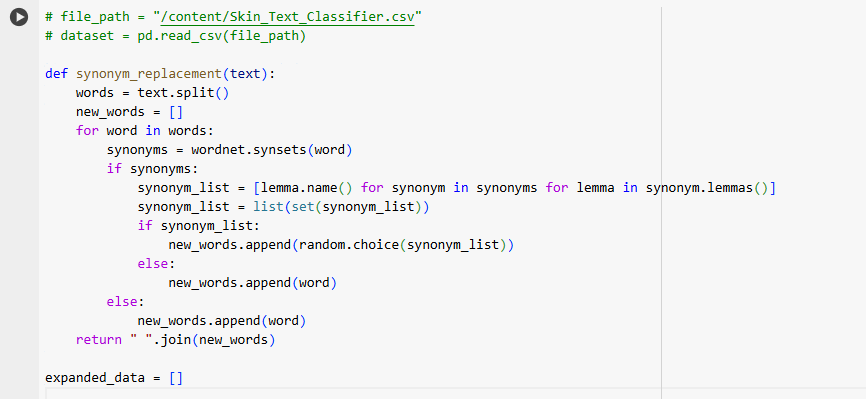 # file_path = "/content/Skin_Text_Classifier.csv"
# dataset = pd.read_csv(file_path)

def synonym_replacement(text):
    words = text.split()
    new_words = []
    for word in words:
        synonyms = wordnet.synsets(word)
        if synonyms:
            synonym_list = [lemma.name() for synonym in synonyms for lemma in synonym.lemmas()]
            synonym_list = list(set(synonym_list))
            if synonym_list:
                new_words.append(random.choice(synonym_list))
            else:
                new_words.append(word)
        else:
            new_words.append(word)
    return " ".join(new_words)

expanded_data = []